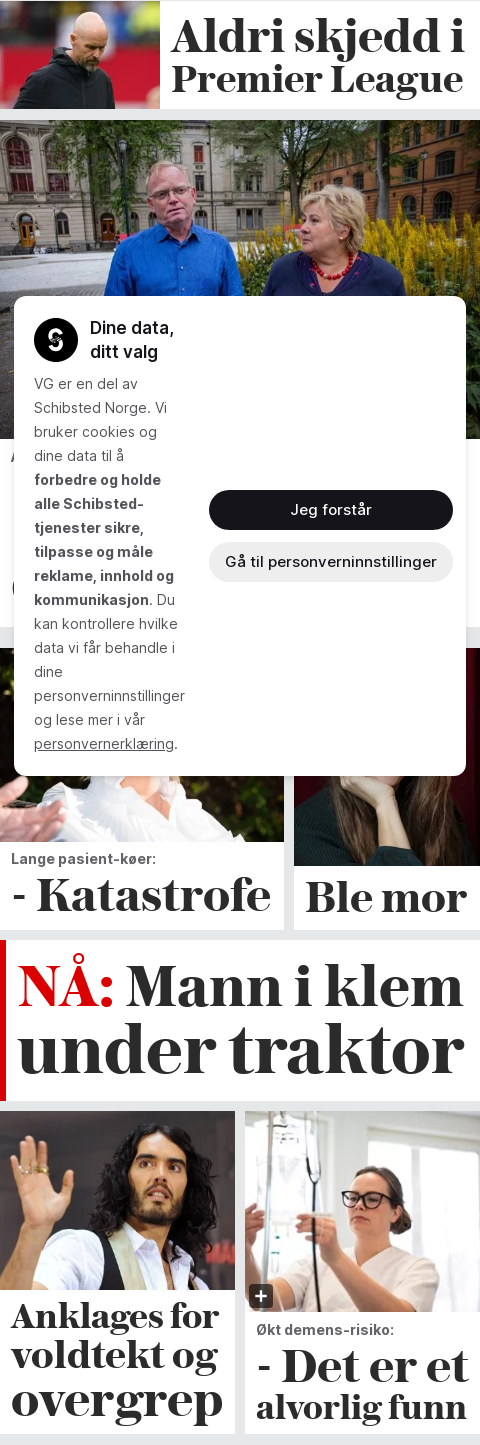 Aldri skjedd i
Premier League
Dine data,
ditt valg
VG er en del av
Schibsted Norge. Vi
bruker cookies og
dine data til å
forbedre og holde
alle Schibsted-
tjenester sikre,
tilpasse og måle
reklame, innhold og
kommunikasjon. Du
kan kontrollere hvilke
data vi får behandle i
dine
personverninnstillinger
og lese mer i vår
personvernerklæring.
Jeg forstår
Gå til personverninnstillinger
Lange pasient-køer:
- Katastrofe
Ble mor
NÅ: Mann i klem
under traktor
Anklages for
voldtekt og
overgrep
Økt demens-risiko:
- Det er et
alvorlig funn